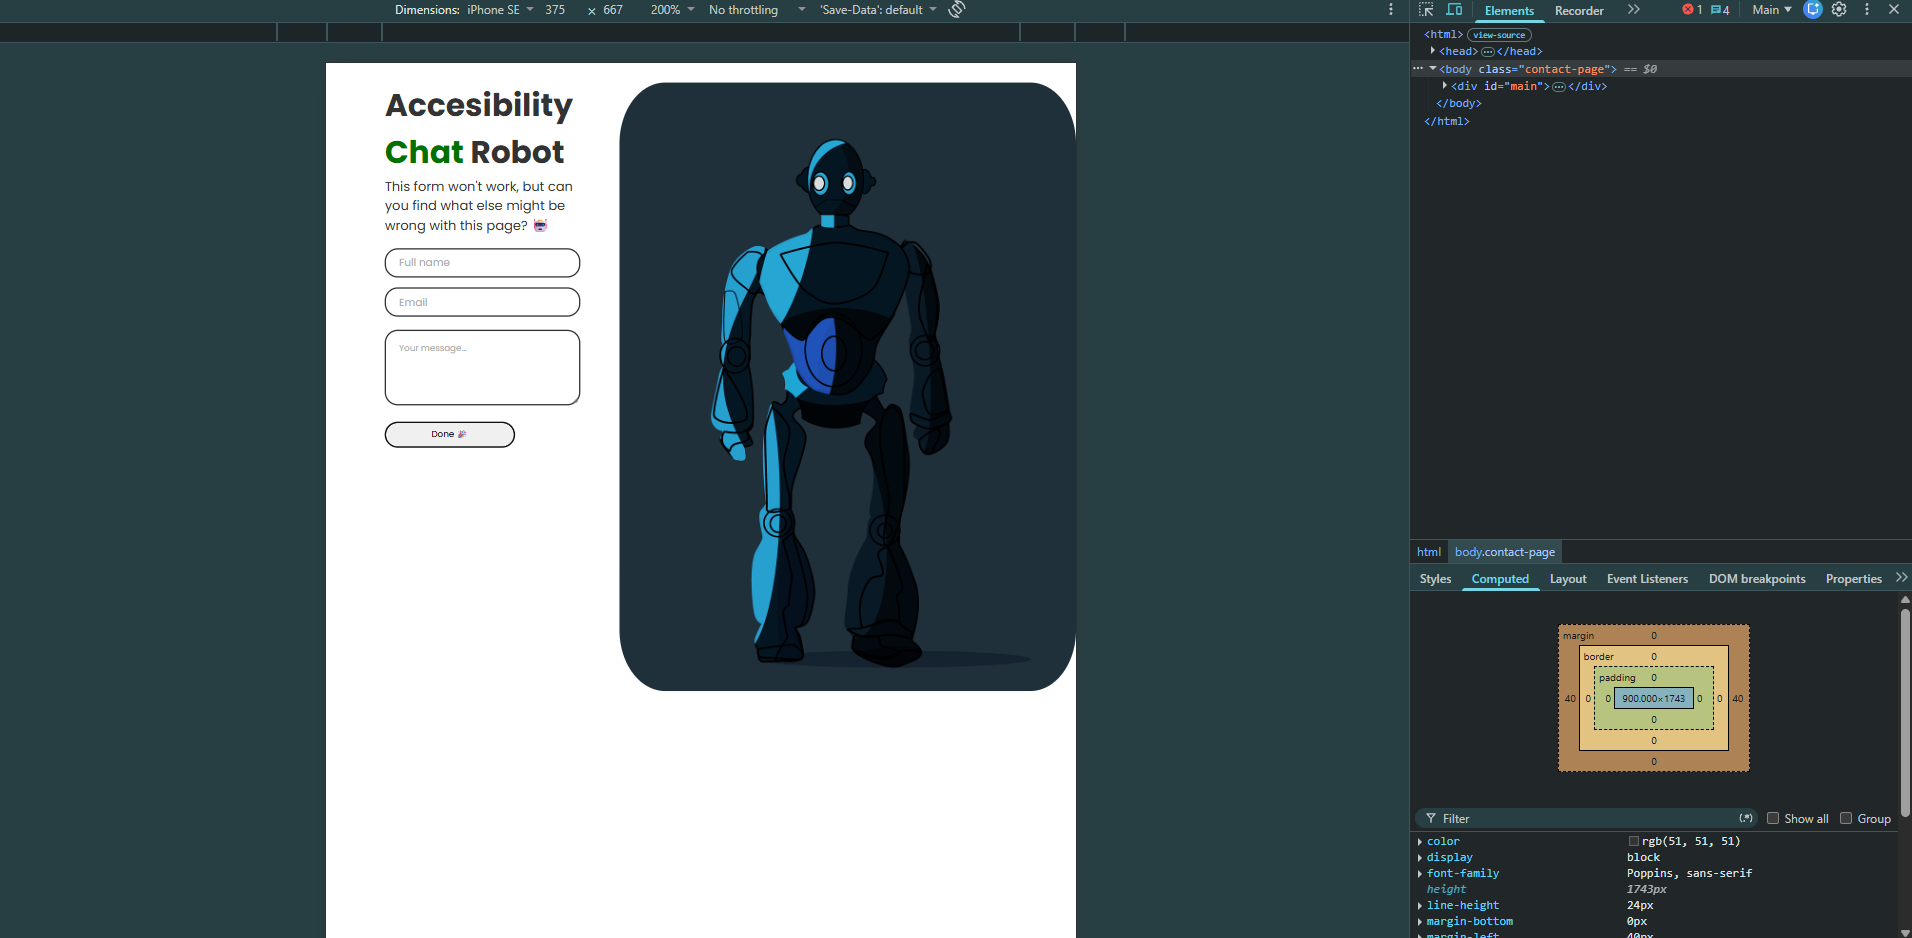 Dimensions: iPhone SE 375 × 667 200% No throttling 'Save-Data': default
Elements Recorder 1 4 Main
Accesibility
Chat Robot
This form won't work, but can
you find what else might be
wrong with this page?
Full name
Email
Your message...
Done
<html> view-source
<head> ⋯ </head>
⋯ <body class="contact-page"> == $0
<div id="main"> ⋯ </div>
</body>
</html>
html body.contact-page
Styles Computed Layout Event Listeners DOM breakpoints Properties
margin 0
border 0
padding 0
40 0 0 900.000×1743 0 0 40
0
0
0
Filter (.*) Show all Group
color rgb(51, 51, 51)
display block
font-family Poppins, sans-serif
height 1743px
line-height 24px
margin-bottom 0px
margin-left 40px